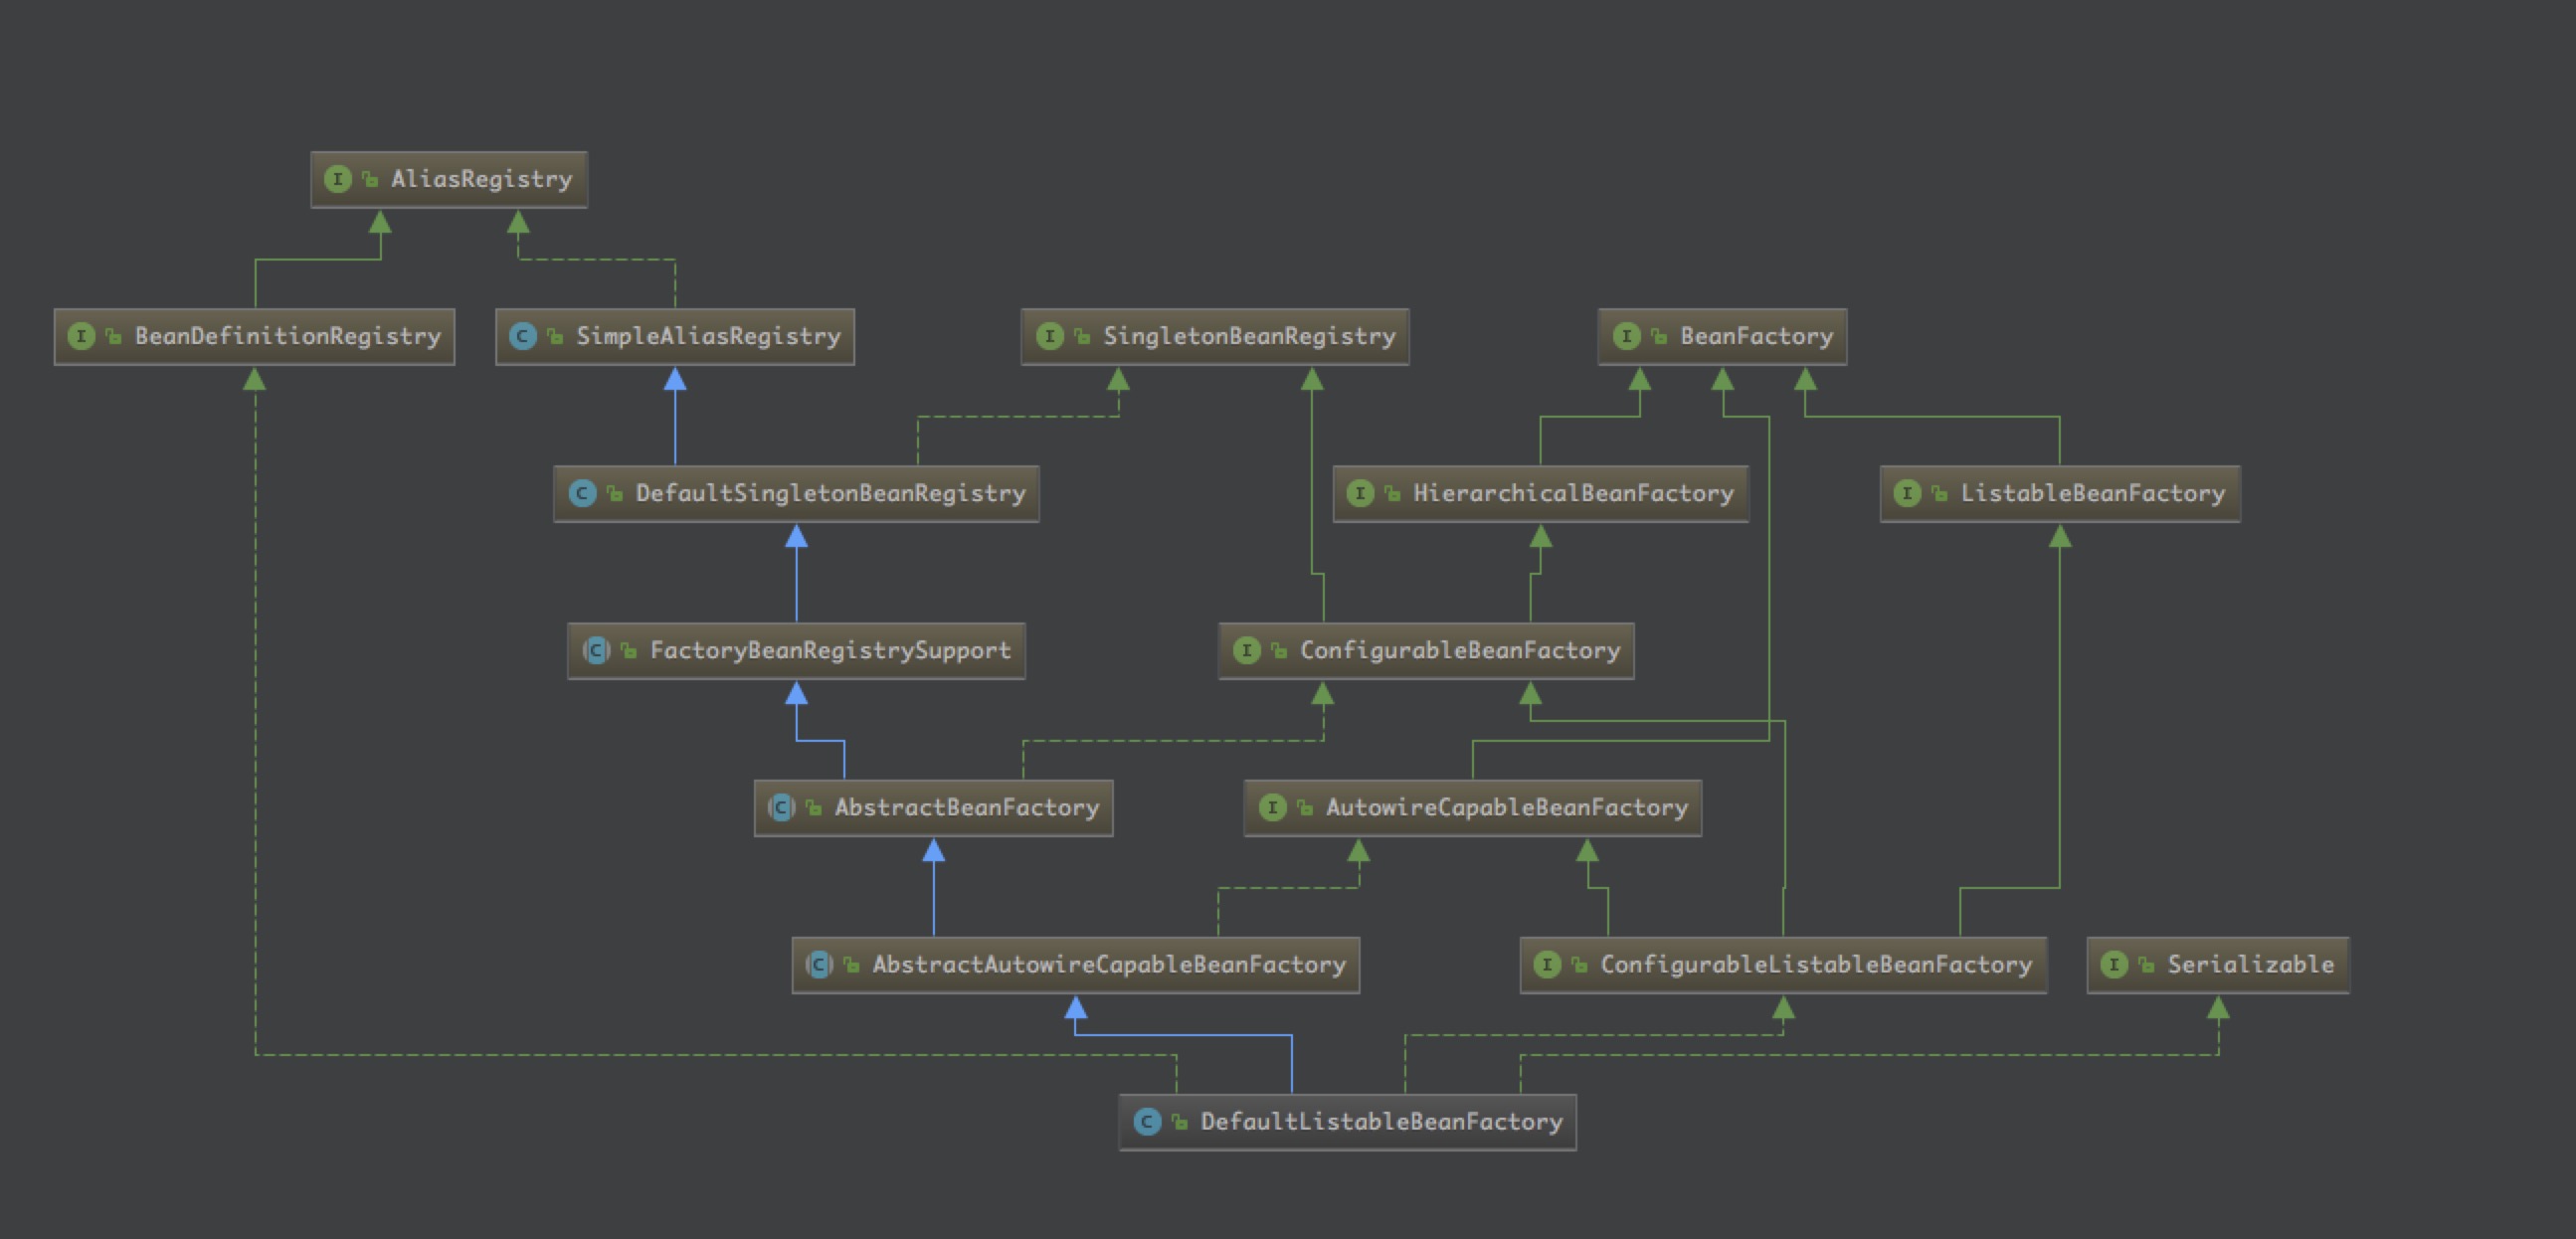 I AliasRegistry
I BeanDefinitionRegistry
C SimpleAliasRegistry
I SingletonBeanRegistry
I BeanFactory
C DefaultSingletonBeanRegistry
I HierarchicalBeanFactory
I ListableBeanFactory
C FactoryBeanRegistrySupport
I ConfigurableBeanFactory
C AbstractBeanFactory
I AutowireCapableBeanFactory
C AbstractAutowireCapableBeanFactory
I ConfigurableListableBeanFactory
I Serializable
C DefaultListableBeanFactory